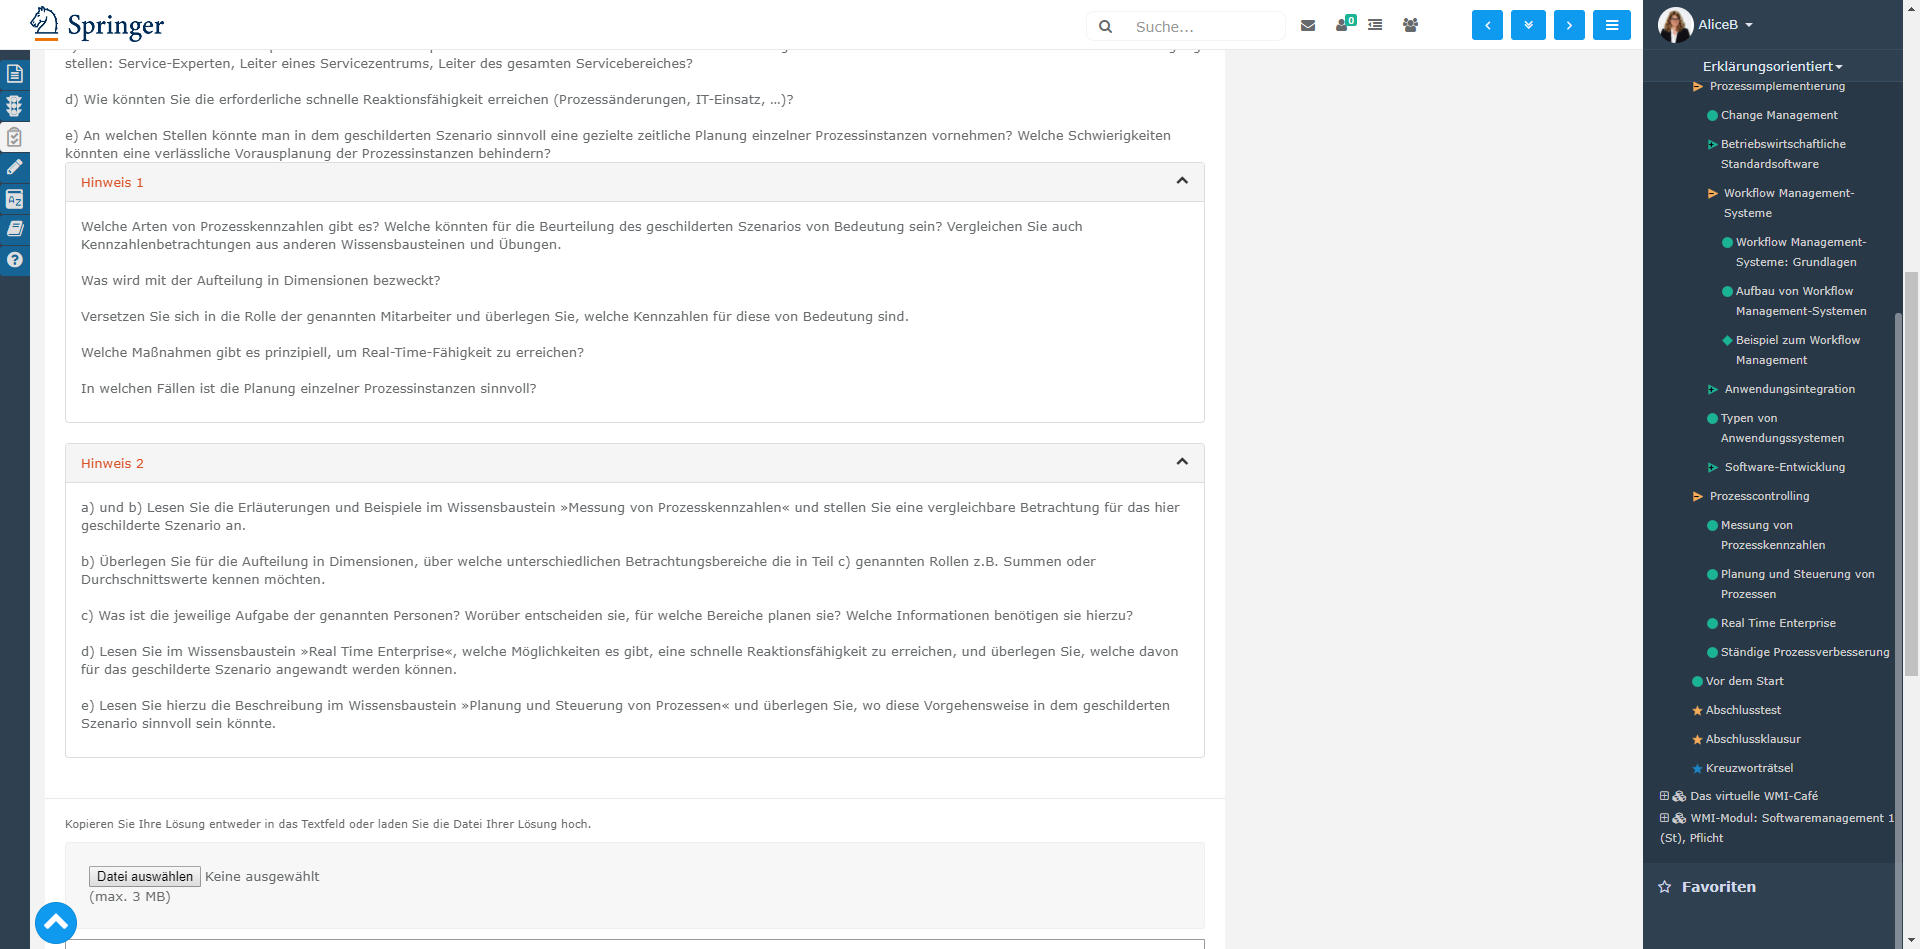 Springer
Suche...
0
AliceB
Erklärungsorientiert
stellen: Service-Experten, Leiter eines Servicezentrums, Leiter des gesamten Servicebereiches?
d) Wie könnten Sie die erforderliche schnelle Reaktionsfähigkeit erreichen (Prozessänderungen, IT-Einsatz, …)?
e) An welchen Stellen könnte man in dem geschilderten Szenario sinnvoll eine gezielte zeitliche Planung einzelner Prozessinstanzen vornehmen? Welche Schwierigkeiten
könnten eine verlässliche Vorausplanung der Prozessinstanzen behindern?
Hinweis 1
Welche Arten von Prozesskennzahlen gibt es? Welche könnten für die Beurteilung des geschilderten Szenarios von Bedeutung sein? Vergleichen Sie auch
Kennzahlenbetrachtungen aus anderen Wissensbausteinen und Übungen.
Was wird mit der Aufteilung in Dimensionen bezweckt?
Versetzen Sie sich in die Rolle der genannten Mitarbeiter und überlegen Sie, welche Kennzahlen für diese von Bedeutung sind.
Welche Maßnahmen gibt es prinzipiell, um Real-Time-Fähigkeit zu erreichen?
In welchen Fällen ist die Planung einzelner Prozessinstanzen sinnvoll?
Hinweis 2
a) und b) Lesen Sie die Erläuterungen und Beispiele im Wissensbaustein »Messung von Prozesskennzahlen« und stellen Sie eine vergleichbare Betrachtung für das hier
geschilderte Szenario an.
b) Überlegen Sie für die Aufteilung in Dimensionen, über welche unterschiedlichen Betrachtungsbereiche die in Teil c) genannten Rollen z.B. Summen oder
Durchschnittswerte kennen möchten.
c) Was ist die jeweilige Aufgabe der genannten Personen? Worüber entscheiden sie, für welche Bereiche planen sie? Welche Informationen benötigen sie hierzu?
d) Lesen Sie im Wissensbaustein »Real Time Enterprise«, welche Möglichkeiten es gibt, eine schnelle Reaktionsfähigkeit zu erreichen, und überlegen Sie, welche davon
für das geschilderte Szenario angewandt werden können.
e) Lesen Sie hierzu die Beschreibung im Wissensbaustein »Planung und Steuerung von Prozessen« und überlegen Sie, wo diese Vorgehensweise in dem geschilderten
Szenario sinnvoll sein könnte.
Kopieren Sie Ihre Lösung entweder in das Textfeld oder laden Sie die Datei Ihrer Lösung hoch.
Datei auswählen Keine ausgewählt
(max. 3 MB)
Prozessimplementierung
Change Management
Betriebswirtschaftliche
Standardsoftware
Workflow Management-
Systeme
Workflow Management-
Systeme: Grundlagen
Aufbau von Workflow
Management-Systemen
Beispiel zum Workflow
Management
Anwendungsintegration
Typen von
Anwendungssystemen
Software-Entwicklung
Prozesscontrolling
Messung von
Prozesskennzahlen
Planung und Steuerung von
Prozessen
Real Time Enterprise
Ständige Prozessverbesserung
Vor dem Start
Abschlusstest
Abschlussklausur
Kreuzworträtsel
Das virtuelle WMI-Café
WMI-Modul: Softwaremanagement 1
(St), Pflicht
Favoriten